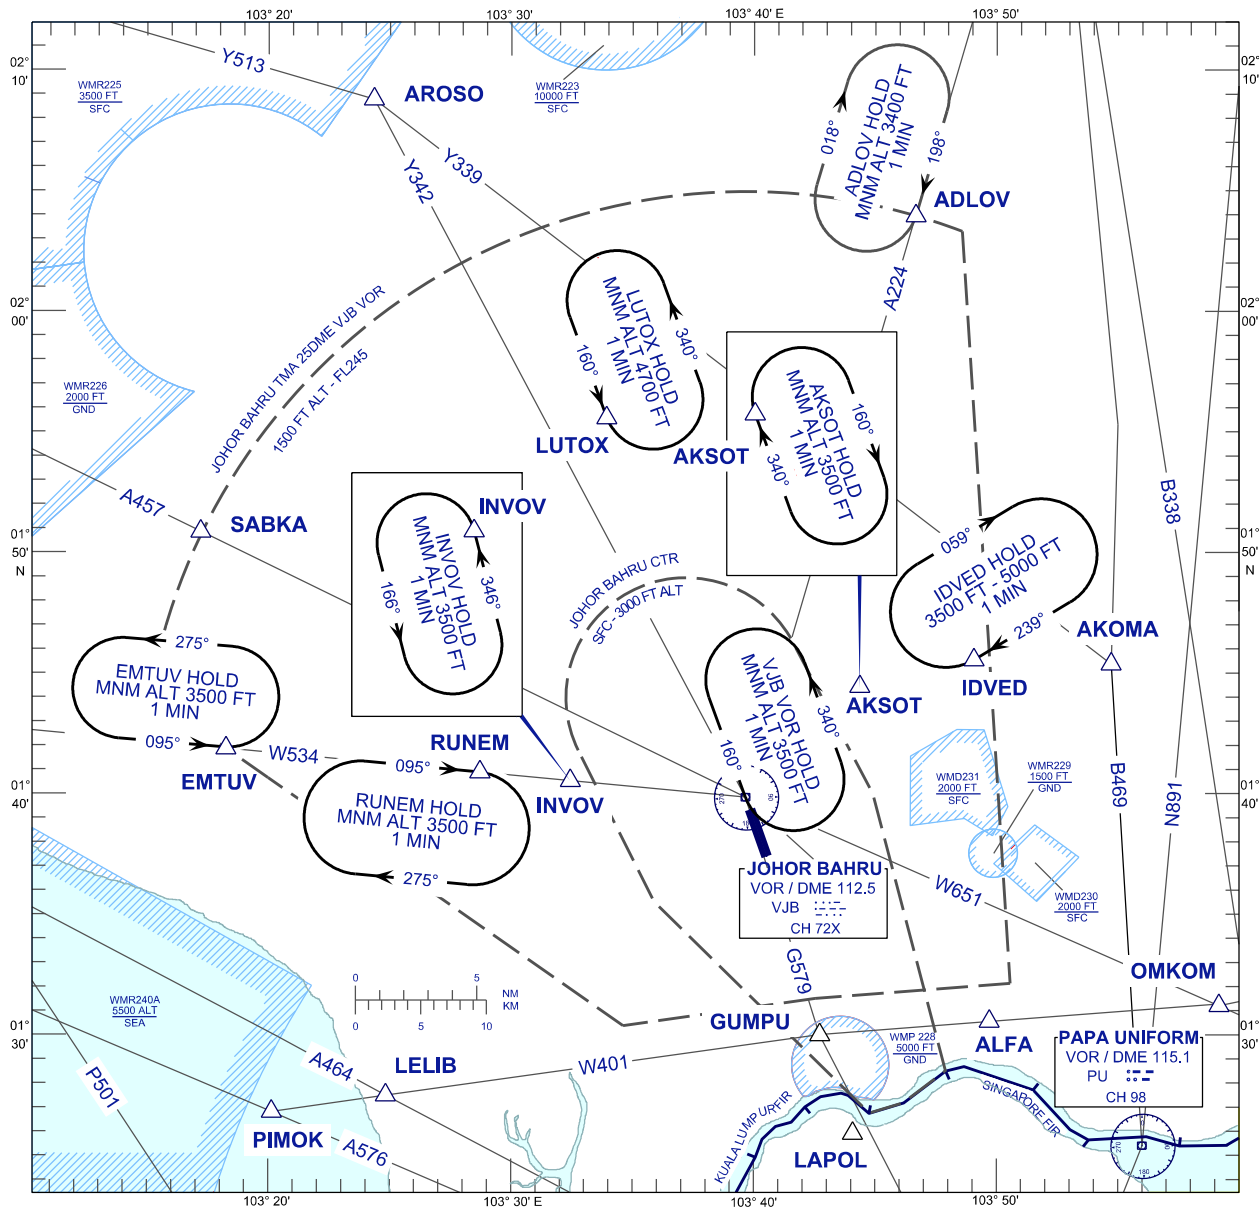 103° 20'
103° 30'
103° 40' E
103° 50'
02°
10'
02°
10'
Y513
AROSO
WMR225
3500 FT
SFC
WMR223
10000 FT
SFC
018°
ADLOV HOLD
MNM ALT 3400 FT
1 MIN
198°
ADLOV
Y339
Y342
A224
02°
00'
02°
00'
JOHOR BAHRU TMA 25DME VJB VOR
1500 FT ALT - FL245
LUTOX HOLD
MNM ALT 4700 FT
1 MIN
160°
340°
LUTOX
AKSOT
AKSOT HOLD
MNM ALT 3500 FT
1 MIN
160°
340°
WMR226
2000 FT
GND
A457
SABKA
INVOV
INVOV HOLD
MNM ALT 3500 FT
1 MIN
166°
346°
B338
01°
50'
N
01°
50'
N
JOHOR BAHRU CTR
SFC - 3000 FT ALT
059°
IDVED HOLD
3500 FT - 5000 FT
1 MIN
239°
IDVED
AKOMA
275°
EMTUV HOLD
MNM ALT 3500 FT
1 MIN
095°
EMTUV
W534
RUNEM
095°
RUNEM HOLD
MNM ALT 3500 FT
1 MIN
275°
INVOV
VJB VOR HOLD
MNM ALT 3500 FT
1 MIN
160°
340°
AKSOT
WMD231
2000 FT
SFC
WMR229
1500 FT
GND
WMD230
2000 FT
SFC
B469
N891
01°
40'
01°
40'
JOHOR BAHRU
VOR / DME 112.5
VJB
CH 72X
W651
G579
OMKOM
WMR240A
5500 ALT
SEA
0
5
NM
KM
0
5
10
GUMPU
WMP 228
5000 FT
GND
ALFA
PAPA UNIFORM
VOR / DME 115.1
PU
CH 98
01°
30'
01°
30'
P501
A464
LELIB
W401
PIMOK
A576
KUALA LUMPUR FIR
SINGAPORE FIR
LAPOL
103° 20'
103° 30' E
103° 40'
103° 50'